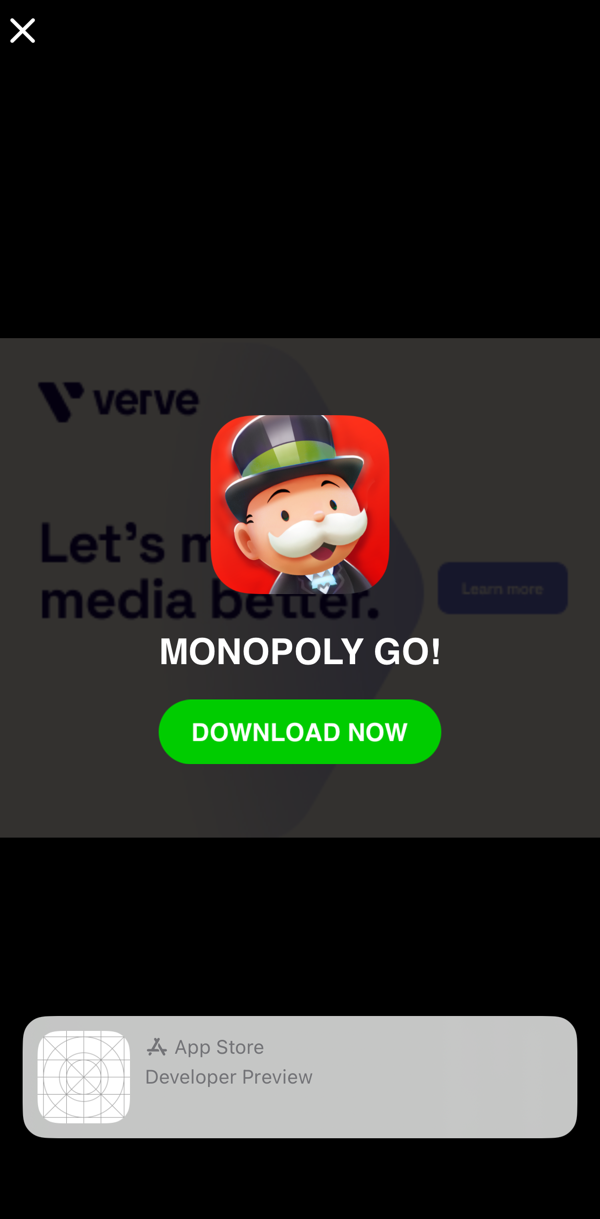 verve
Let's m
media better.
Learn more
MONOPOLY GO!
DOWNLOAD NOW
App Store
Developer Preview